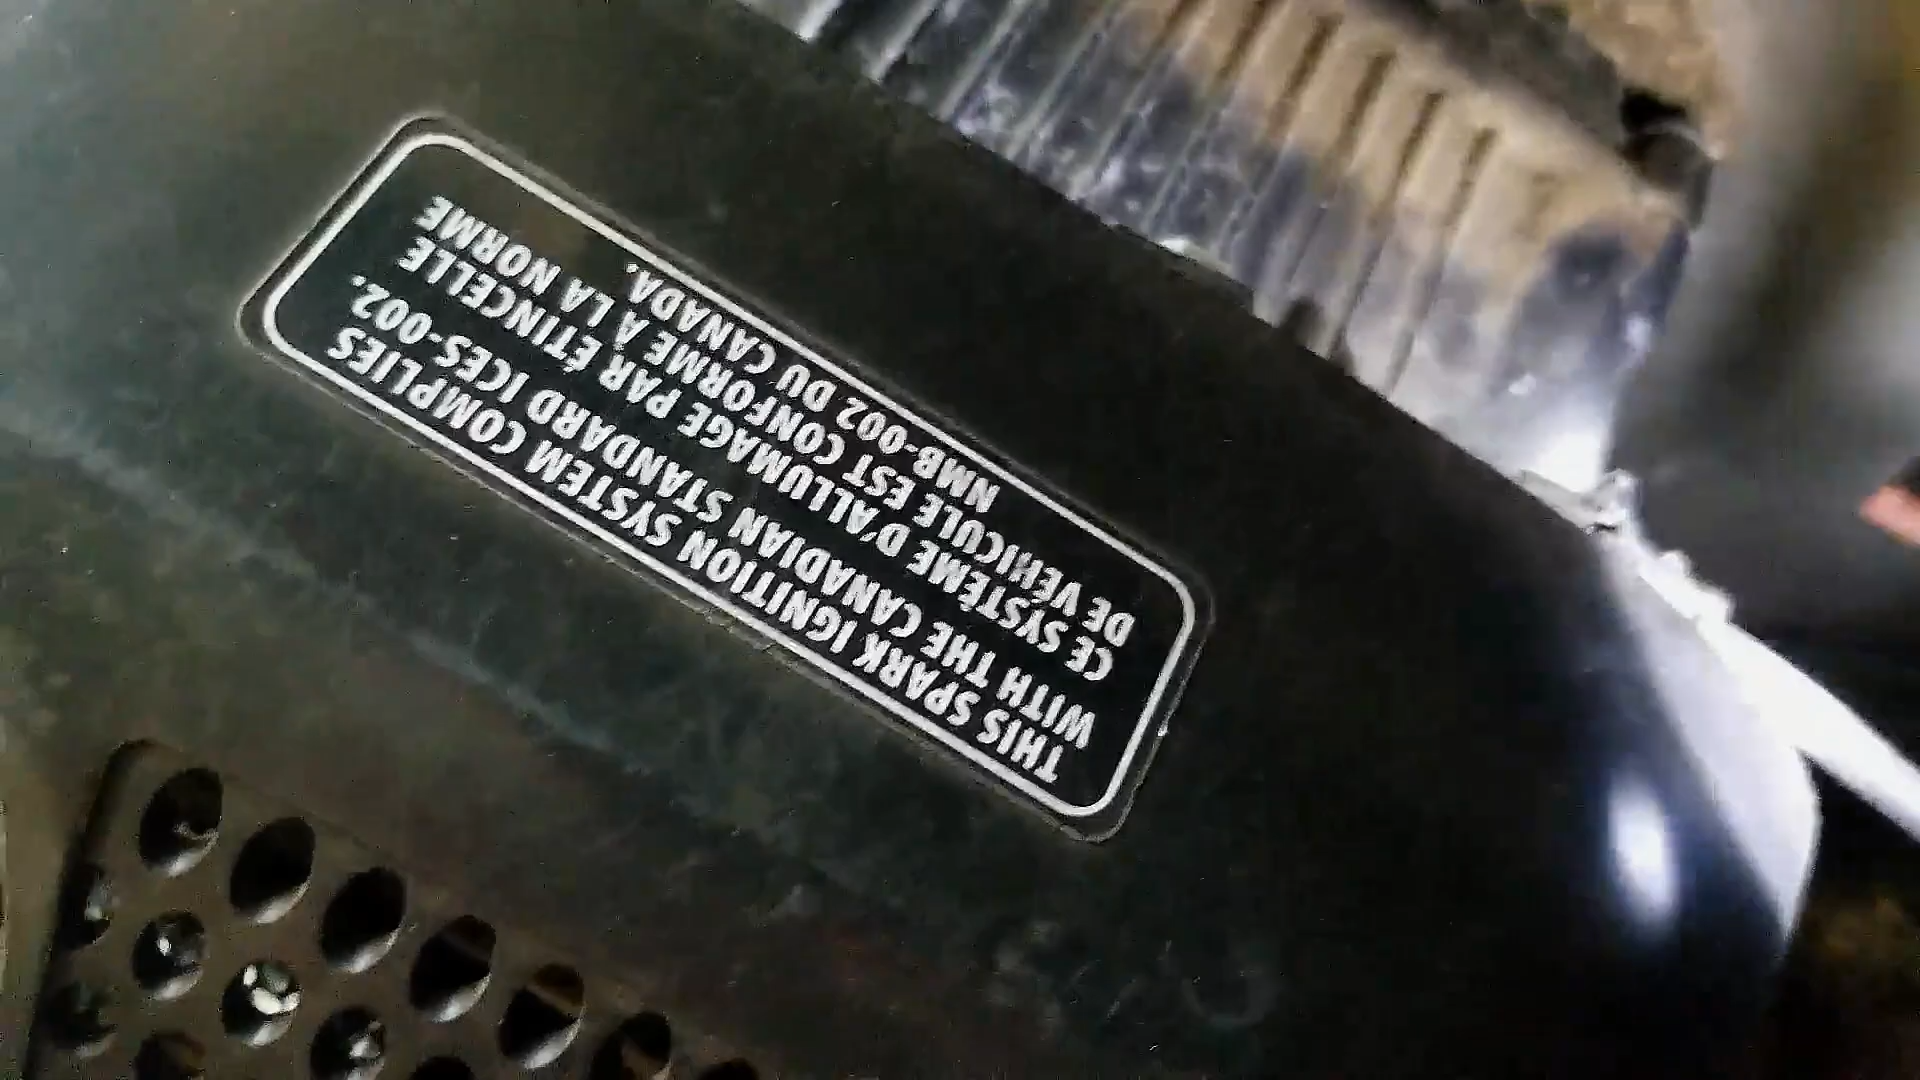 THIS SPARK IGNITION SYSTEM COMPLIES
WITH THE CANADIAN STANDARD ICES-002.
CE SYSTÈME D'ALLUMAGE PAR ÉTINCELLE
DE VÉHICULE EST CONFORME À LA NORME
NMB-002 DU CANADA.